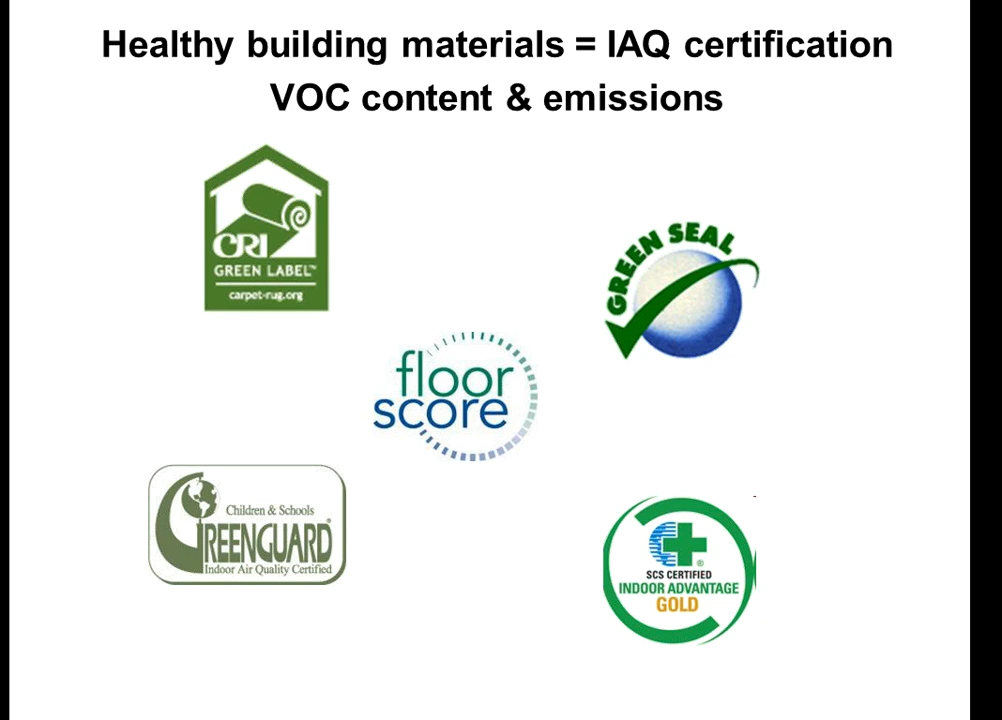 Healthy building materials = IAQ certification
VOC content & emissions
CRI
GREEN LABEL™
carpet-rug.org
GREEN SEAL
floor
score
Children & Schools
GREENGUARD®
Indoor Air Quality Certified
®
SCS CERTIFIED
INDOOR ADVANTAGE
GOLD